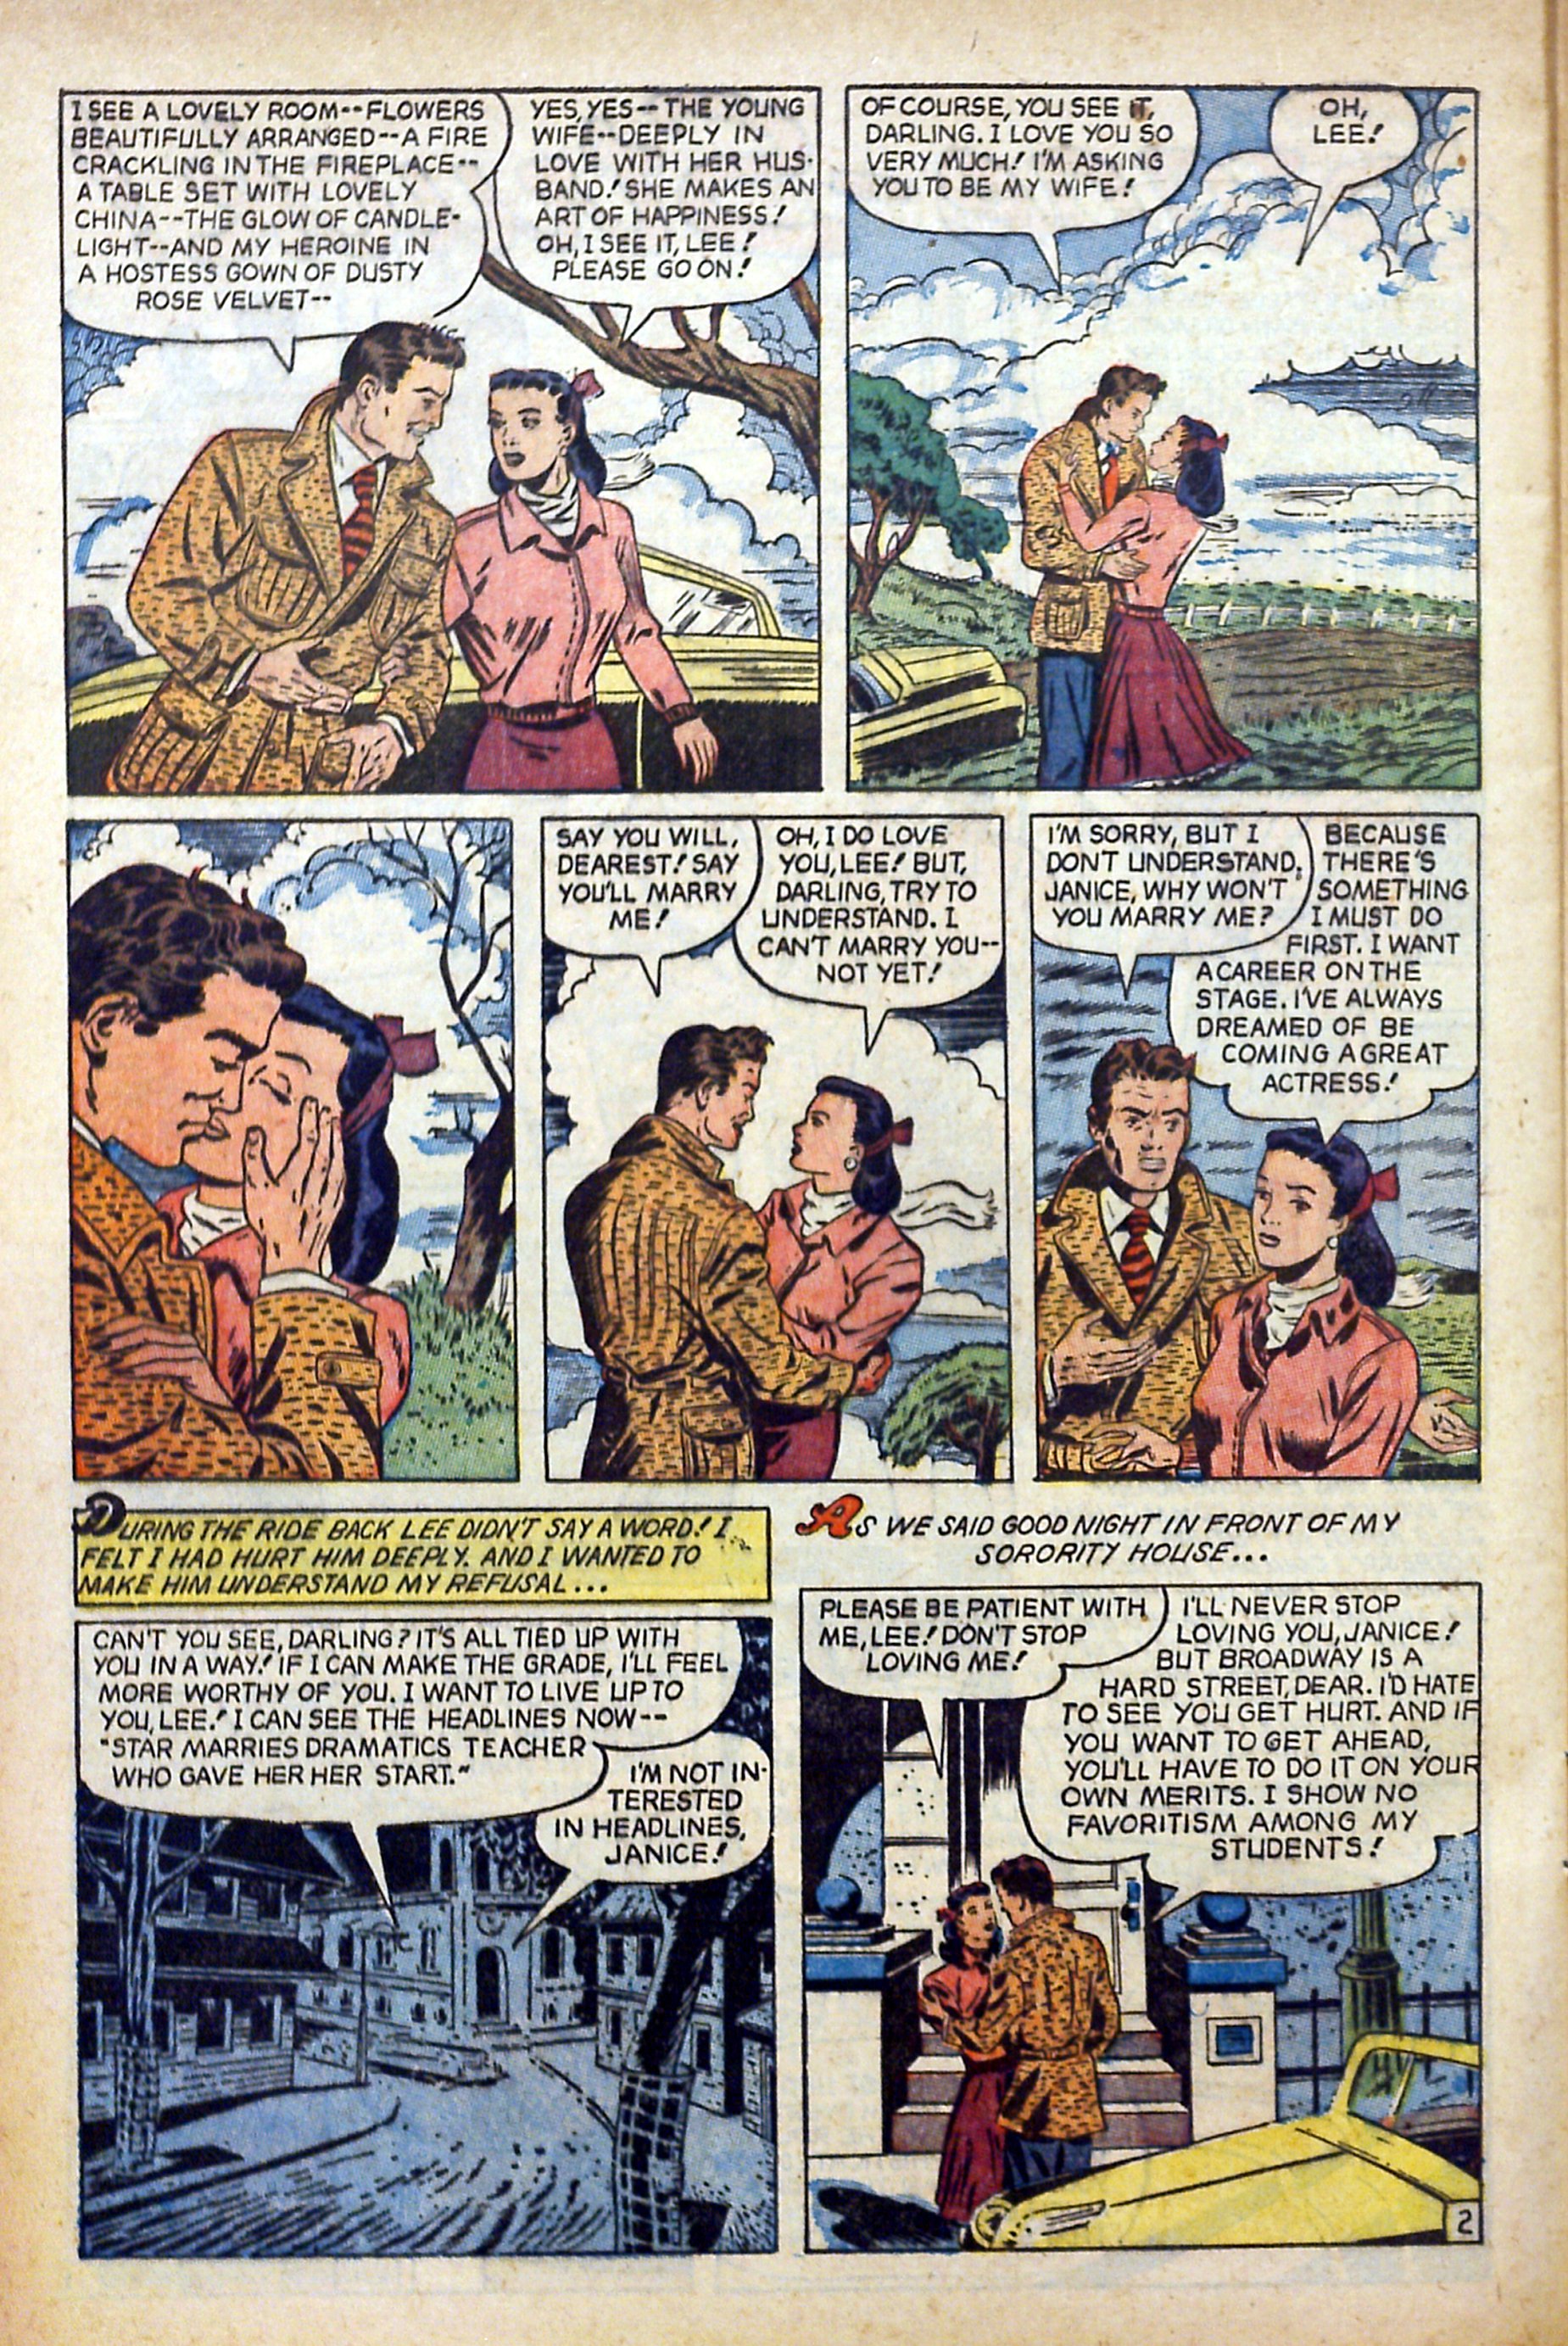 I SEE A LOVELY ROOM--FLOWERS
BEAUTIFULLY ARRANGED--A FIRE
CRACKLING IN THE FIREPLACE--
A TABLE SET WITH LOVELY
CHINA--THE GLOW OF CANDLE-
LIGHT--AND MY HEROINE IN
A HOSTESS GOWN OF DUSTY
ROSE VELVET--
YES, YES--THE YOUNG
WIFE--DEEPLY IN
LOVE WITH HER HUS-
BAND! SHE MAKES AN
ART OF HAPPINESS!
OH, I SEE IT, LEE!
PLEASE GO ON!
OF COURSE, YOU SEE IT,
DARLING. I LOVE YOU SO
VERY MUCH! I'M ASKING
YOU TO BE MY WIFE!
OH,
LEE!
SAY YOU WILL,
DEAREST! SAY
YOU'LL MARRY
ME!
OH, I DO LOVE
YOU, LEE! BUT,
DARLING, TRY TO
UNDERSTAND. I
CAN'T MARRY YOU--
NOT YET!
I'M SORRY, BUT I
DON'T UNDERSTAND,
JANICE, WHY WON'T
YOU MARRY ME?
BECAUSE
THERE'S
SOMETHING
I MUST DO
FIRST. I WANT
A CAREER ON THE
STAGE. I'VE ALWAYS
DREAMED OF BE
COMING A GREAT
ACTRESS!
DURING THE RIDE BACK LEE DIDN'T SAY A WORD! I
FELT I HAD HURT HIM DEEPLY. AND I WANTED TO
MAKE HIM UNDERSTAND MY REFUSAL...
CAN'T YOU SEE, DARLING? IT'S ALL TIED UP WITH
YOU IN A WAY! IF I CAN MAKE THE GRADE, I'LL FEEL
MORE WORTHY OF YOU. I WANT TO LIVE UP TO
YOU, LEE! I CAN SEE THE HEADLINES NOW--
"STAR MARRIES DRAMATICS TEACHER
WHO GAVE HER HER START."
I'M NOT IN-
TERESTED
IN HEADLINES,
JANICE!
AS WE SAID GOOD NIGHT IN FRONT OF MY
SORORITY HOUSE...
PLEASE BE PATIENT WITH
ME, LEE! DON'T STOP
LOVING ME!
I'LL NEVER STOP
LOVING YOU, JANICE!
BUT BROADWAY IS A
HARD STREET, DEAR. I'D HATE
TO SEE YOU GET HURT. AND IF
YOU WANT TO GET AHEAD,
YOU'LL HAVE TO DO IT ON YOUR
OWN MERITS. I SHOW NO
FAVORITISM AMONG MY
STUDENTS!
2